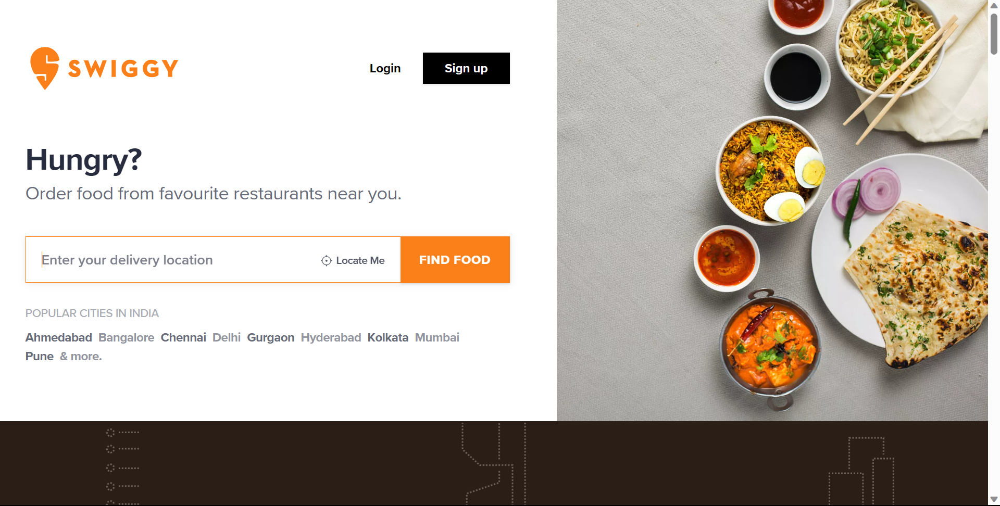 SWIGGY
Login
Sign up
Hungry?
Order food from favourite restaurants near you.
Enter your delivery location
Locate Me
FIND FOOD
POPULAR CITIES IN INDIA
Ahmedabad Bangalore Chennai Delhi Gurgaon Hyderabad Kolkata Mumbai
Pune & more.